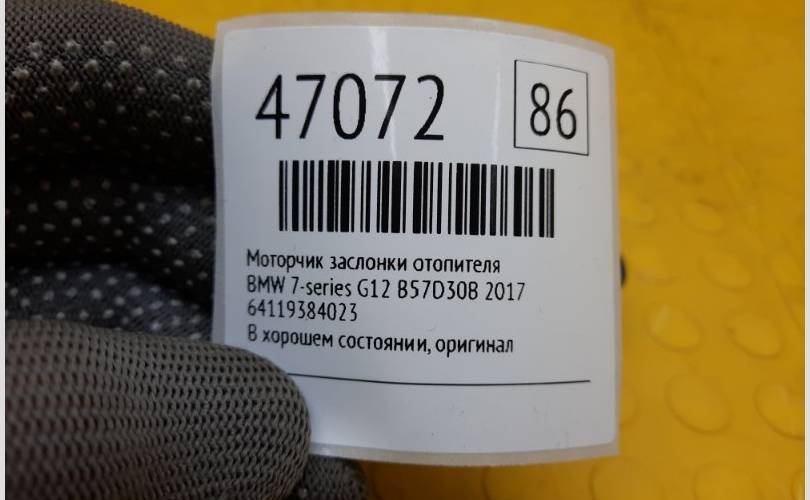 47072
86
Моторчик заслонки отопителя
BMW 7-series G12 B57D30B 2017
64119384023
В хорошем состоянии, оригинал